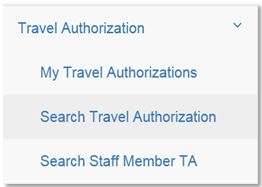 Travel Authorization
My Travel Authorizations
Search Travel Authorization
Search Staff Member TA